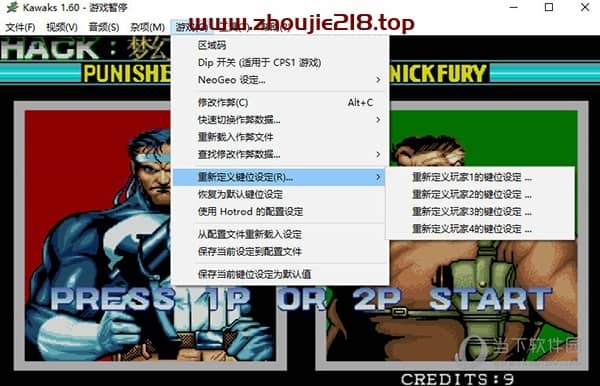 Kawaks 1.60 - 游戏暂停
www.zhoujie218.top
文件(F) 视频(V) 音频(S) 杂项(M) 游戏(G)
HACK:梦幻
PUNISHE NICK FURY
区域码
Dip 开关 (适用于 CPS1 游戏)
NeoGeo 设定...
修改作弊(C) Alt+C
快速切换作弊数据...
重新载入作弊文件
查找修改作弊数据...
重新定义键位设定(R)...
恢复为默认键位设定
使用 Hotrod 的配置设定
从配置文件重新载入设定
保存当前设定到配置文件
保存当前键位设定为默认值
重新定义玩家1的键位设定 ...
重新定义玩家2的键位设定 ...
重新定义玩家3的键位设定 ...
重新定义玩家4的键位设定 ...
PRESS 1P OR 2P START
当下软件园
CREDITS:9